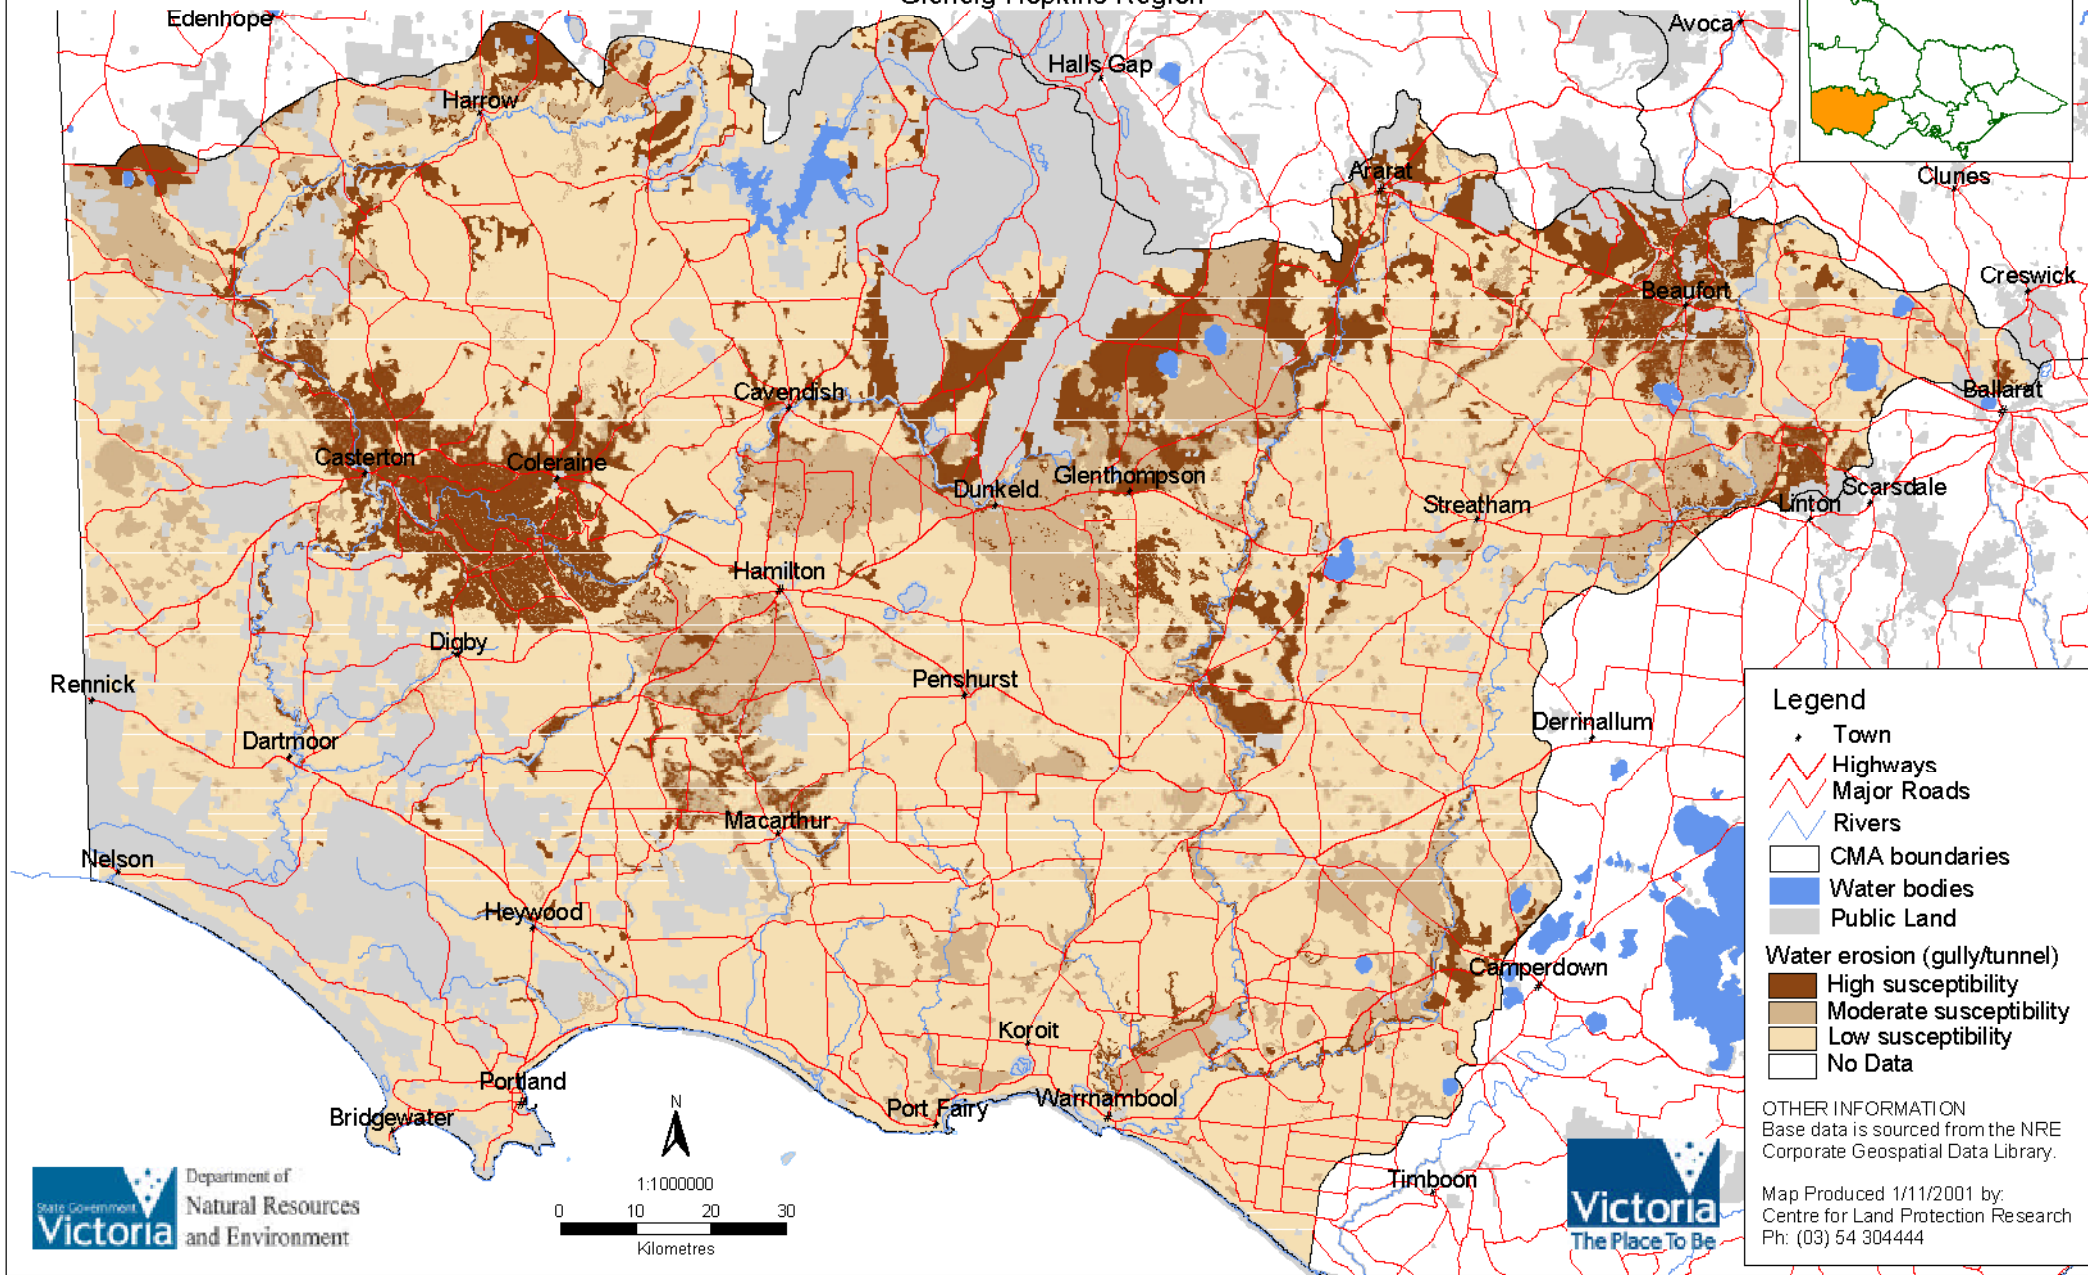 Glenelg Hopkins Region
Edenhope
Avoca
Halls Gap
Harrow
Ararat
Clunes
Creswick
Beaufort
Cavendish
Ballarat
Casterton
Coleraine
Dunkeld
Glenthompson
Streatham
Linton
Scarsdale
Hamilton
Digby
Rennick
Penshurst
Derrinallum
Dartmoor
Macarthur
Nelson
Heywood
Camperdown
Koroit
Portland
Bridgewater
Port Fairy
Warrnambool
Timboon
Legend
Town
Highways
Major Roads
Rivers
CMA boundaries
Water bodies
Public Land
Water erosion (gully/tunnel)
High susceptibility
Moderate susceptibility
Low susceptibility
No Data
OTHER INFORMATION
Base data is sourced from the NRE
Corporate Geospatial Data Library.
Map Produced 1/11/2001 by:
Centre for Land Protection Research
Ph: (03) 54 304444
State Government
Victoria
Department of
Natural Resources
and Environment
N
1:1000000
0 10 20 30
Kilometres
Victoria
The Place To Be